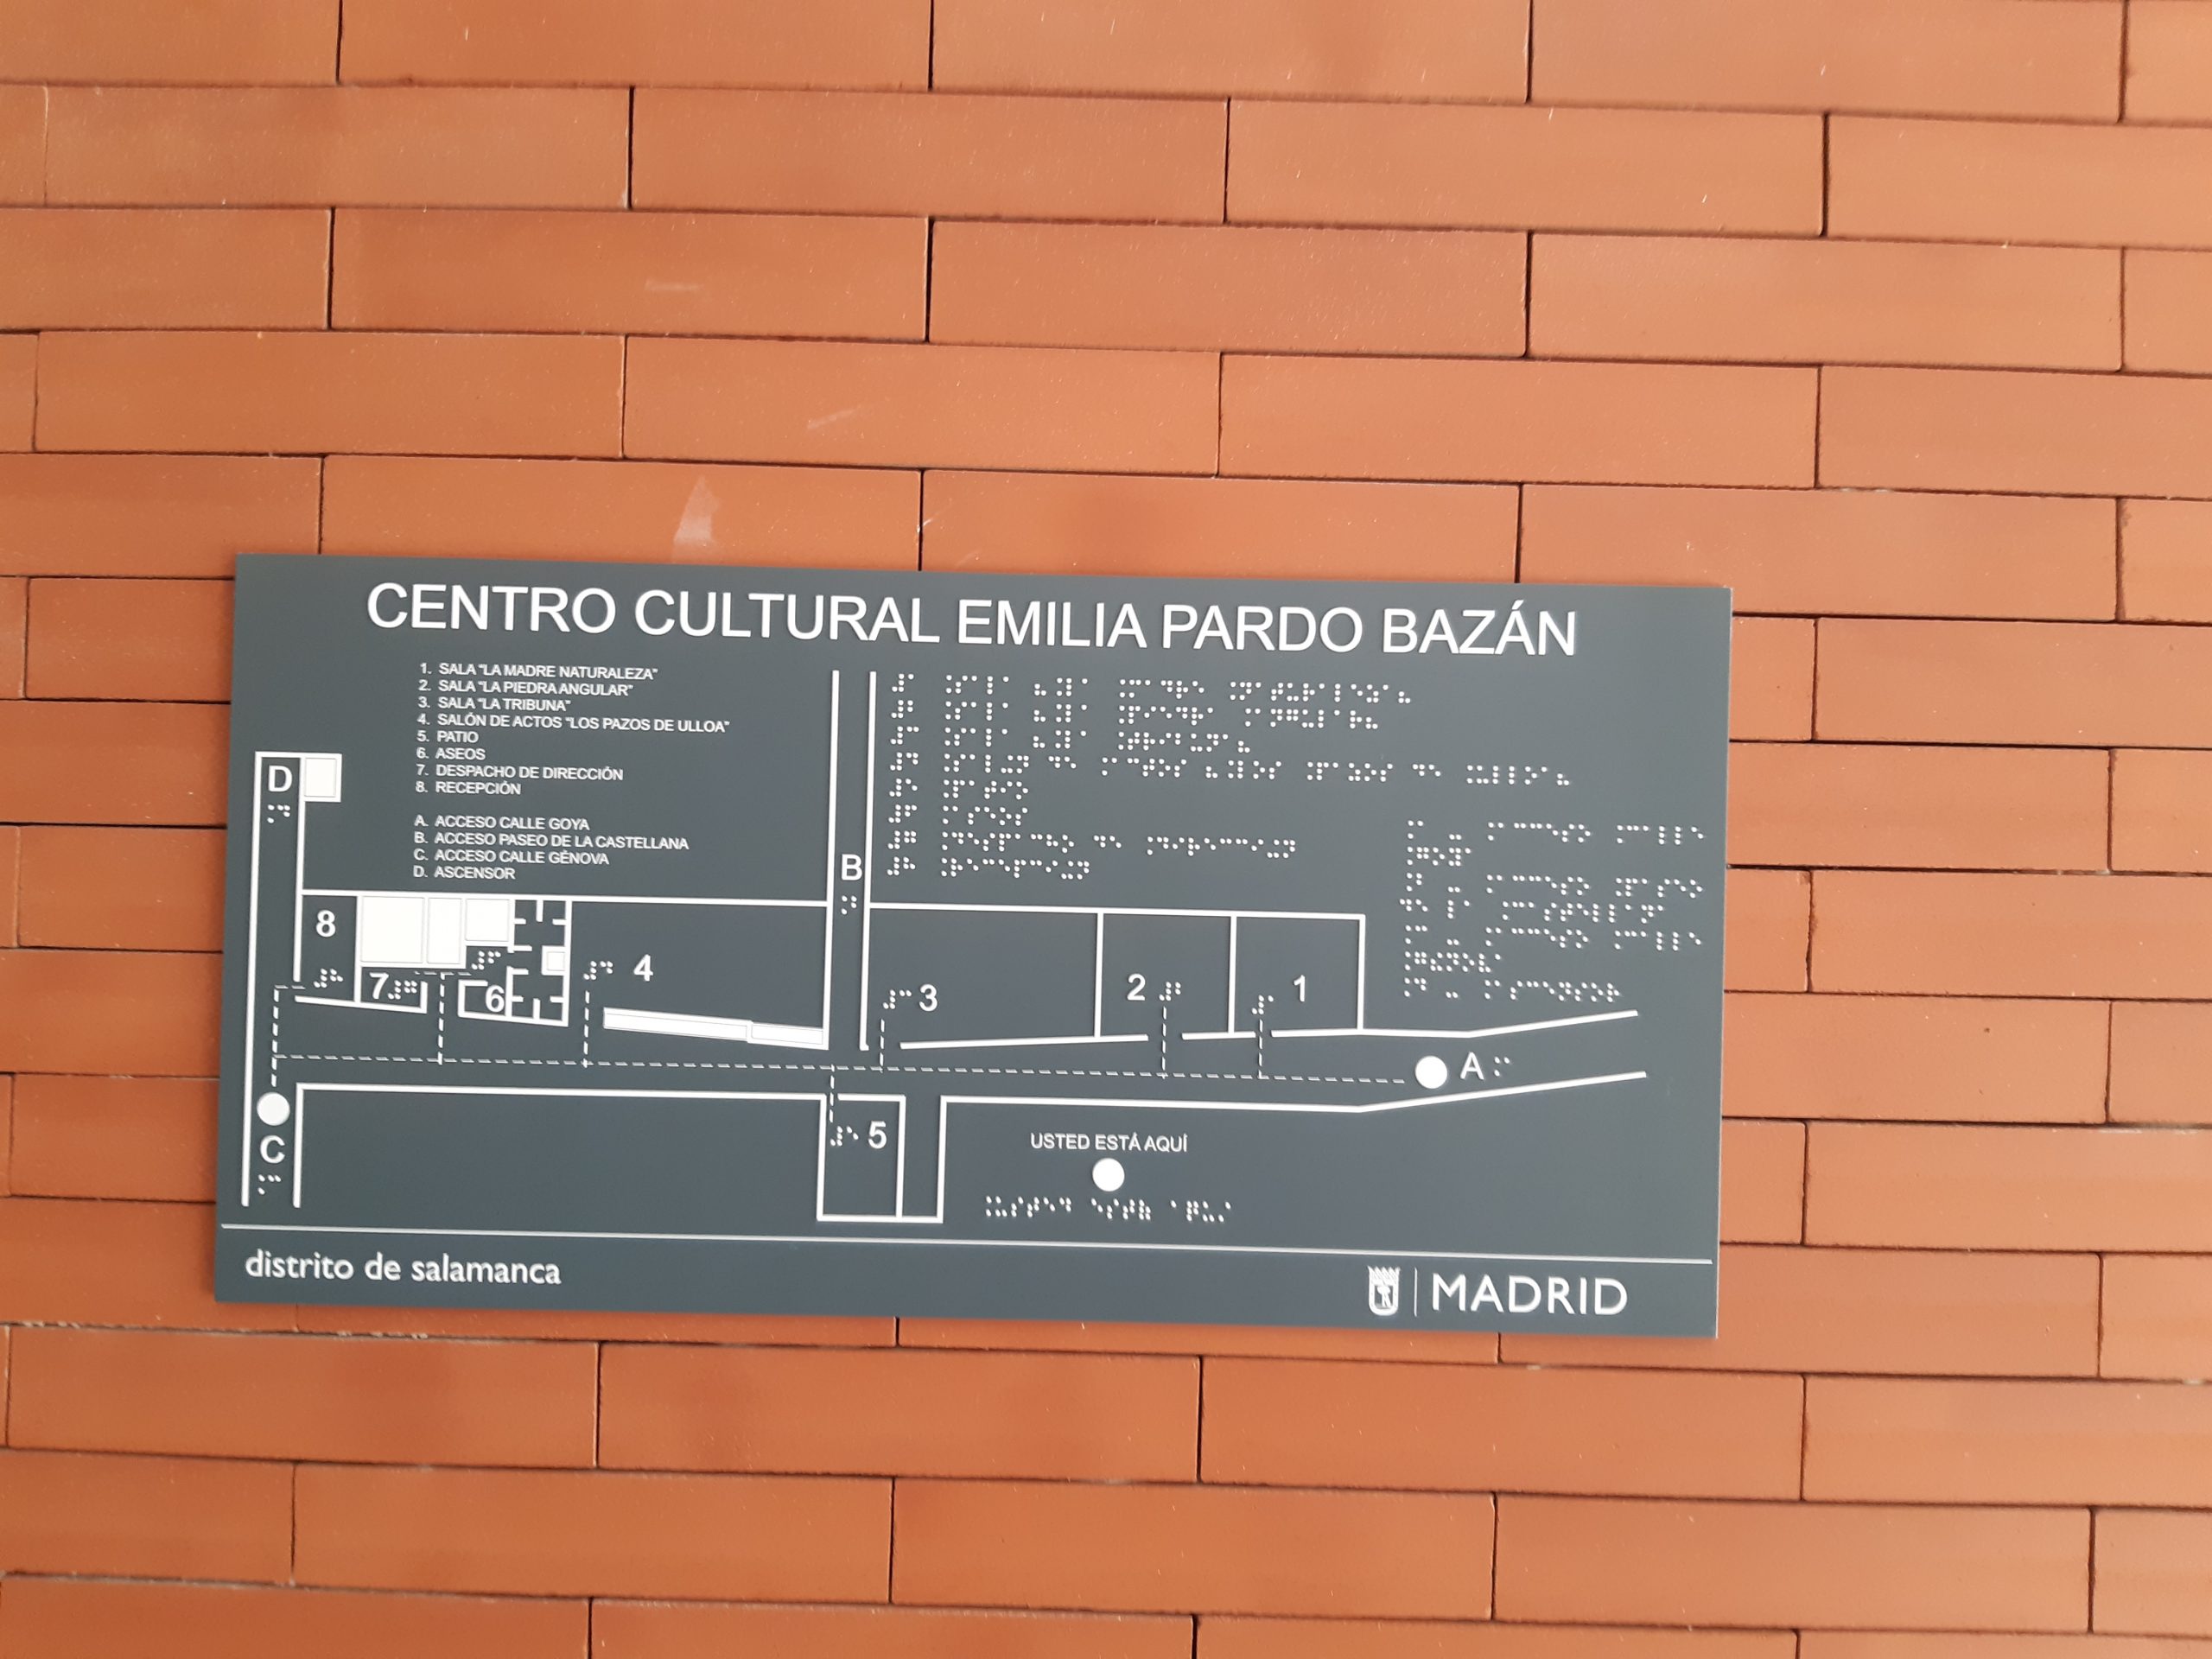 CENTRO CULTURAL EMILIA PARDO BAZÁN
1. SALA "LA MADRE NATURALEZA"
2. SALA "LA PIEDRA ANGULAR"
3. SALA "LA TRIBUNA"
4. SALÓN DE ACTOS "LOS PAZOS DE ULLOA"
5. PATIO
6. ASEOS
7. DESPACHO DE DIRECCIÓN
8. RECEPCIÓN
A. ACCESO CALLE GOYA
B. ACCESO PASEO DE LA CASTELLANA
C. ACCESO CALLE GÉNOVA
D. ASCENSOR
D
B
8
7
6
4
3
2
1
A
C
5
USTED ESTÁ AQUÍ
distrito de salamanca
MADRID